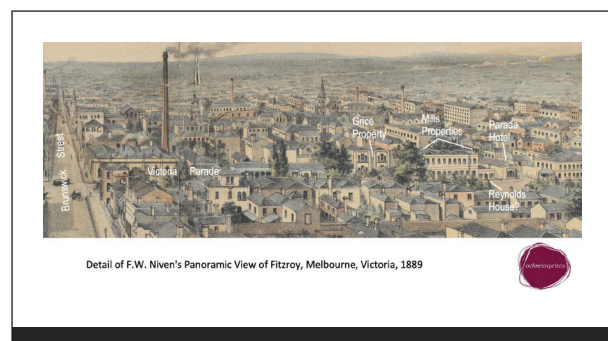 Brunswick Street
Victoria Parade
Grice
Property
Mills
Properties
Parade
Hotel
Reynolds
House?
Detail of F.W. Niven's Panoramic View of Fitzroy, Melbourne, Victoria, 1889
ochreimprints